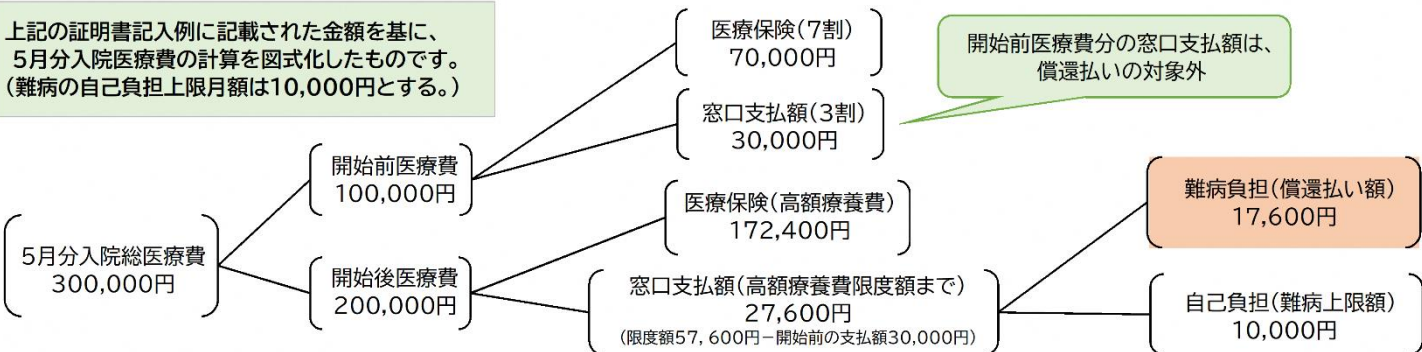 上記の証明書記入例に記載された金額を基に、
5月分入院医療費の計算を図式化したものです。
(難病の自己負担上限月額は10,000円とする。)
医療保険(7割)
70,000円
開始前医療費分の窓口支払額は、
償還払いの対象外
窓口支払額(3割)
30,000円
開始前医療費
100,000円
難病負担(償還払い額)
17,600円
医療保険(高額療養費)
172,400円
5月分入院総医療費
300,000円
開始後医療費
200,000円
窓口支払額(高額療養費限度額まで)
27,600円
(限度額57,600円-開始前の支払額30,000円)
自己負担(難病上限額)
10,000円